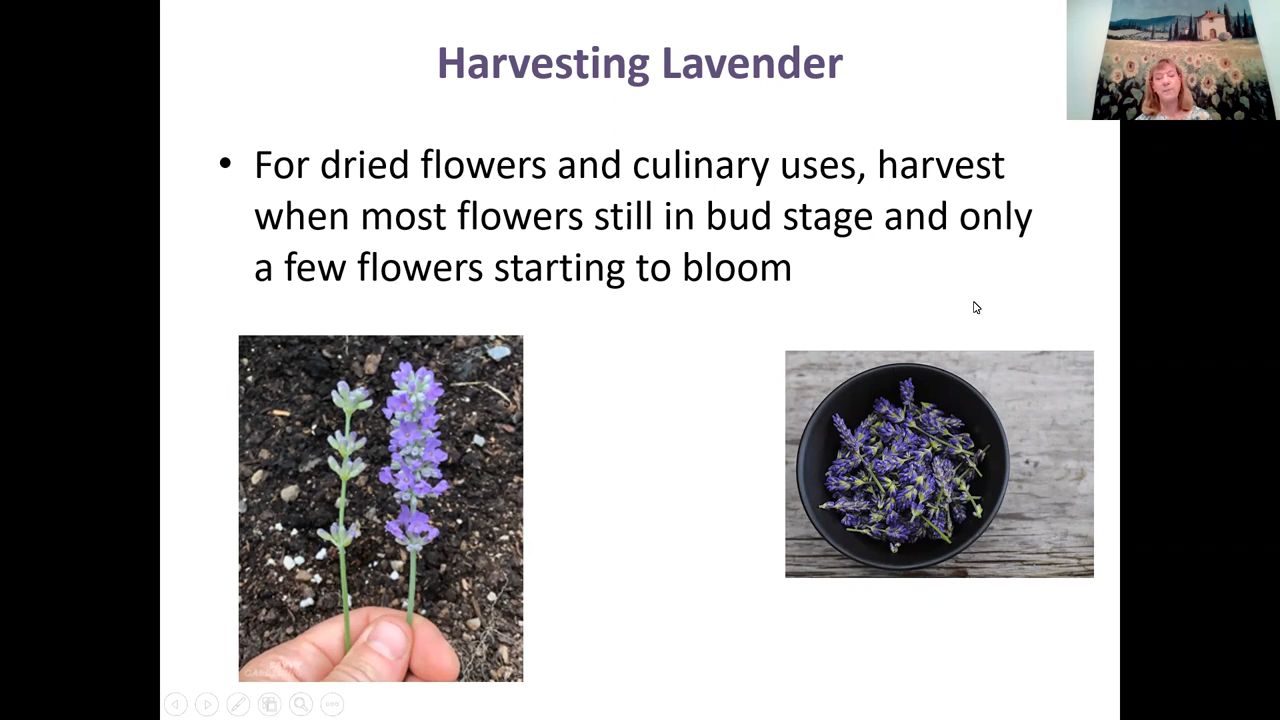 Harvesting Lavender
• For dried flowers and culinary uses, harvest
when most flowers still in bud stage and only
a few flowers starting to bloom